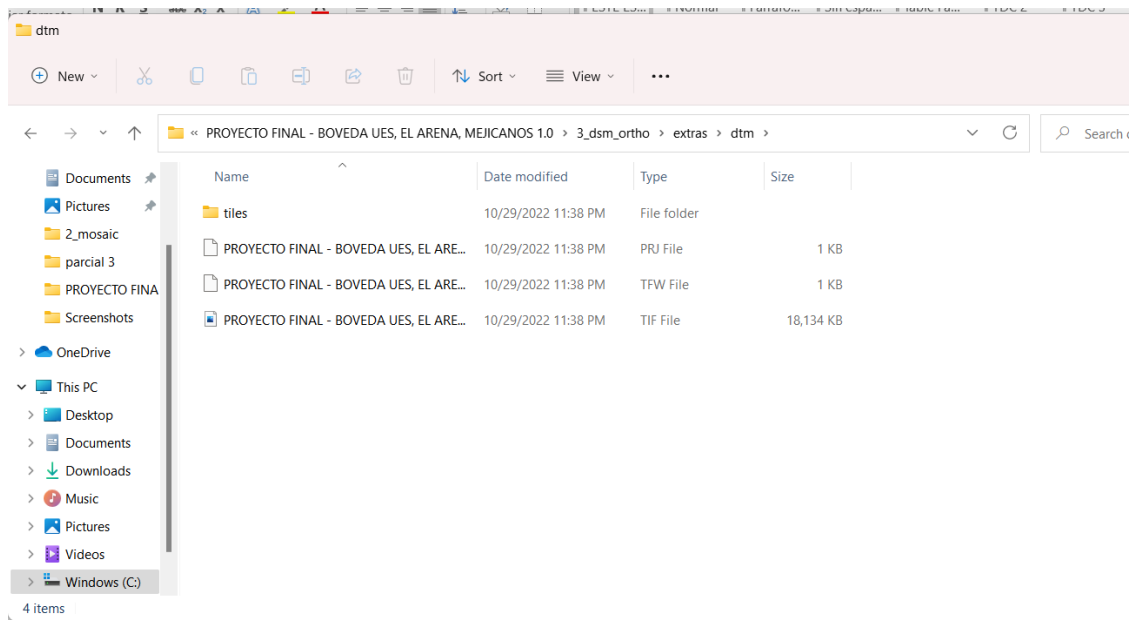 dtm
New
Sort
View
« PROYECTO FINAL - BOVEDA UES, EL ARENA, MEJICANOS 1.0 > 3_dsm_ortho > extras > dtm >
Search
Documents
Pictures
2_mosaic
parcial 3
PROYECTO FINA
Screenshots
OneDrive
This PC
Desktop
Documents
Downloads
Music
Pictures
Videos
Windows (C:)
Name Date modified Type Size
tiles 10/29/2022 11:38 PM File folder
PROYECTO FINAL - BOVEDA UES, EL ARE... 10/29/2022 11:38 PM PRJ File 1 KB
PROYECTO FINAL - BOVEDA UES, EL ARE... 10/29/2022 11:38 PM TFW File 1 KB
PROYECTO FINAL - BOVEDA UES, EL ARE... 10/29/2022 11:38 PM TIF File 18,134 KB
4 items